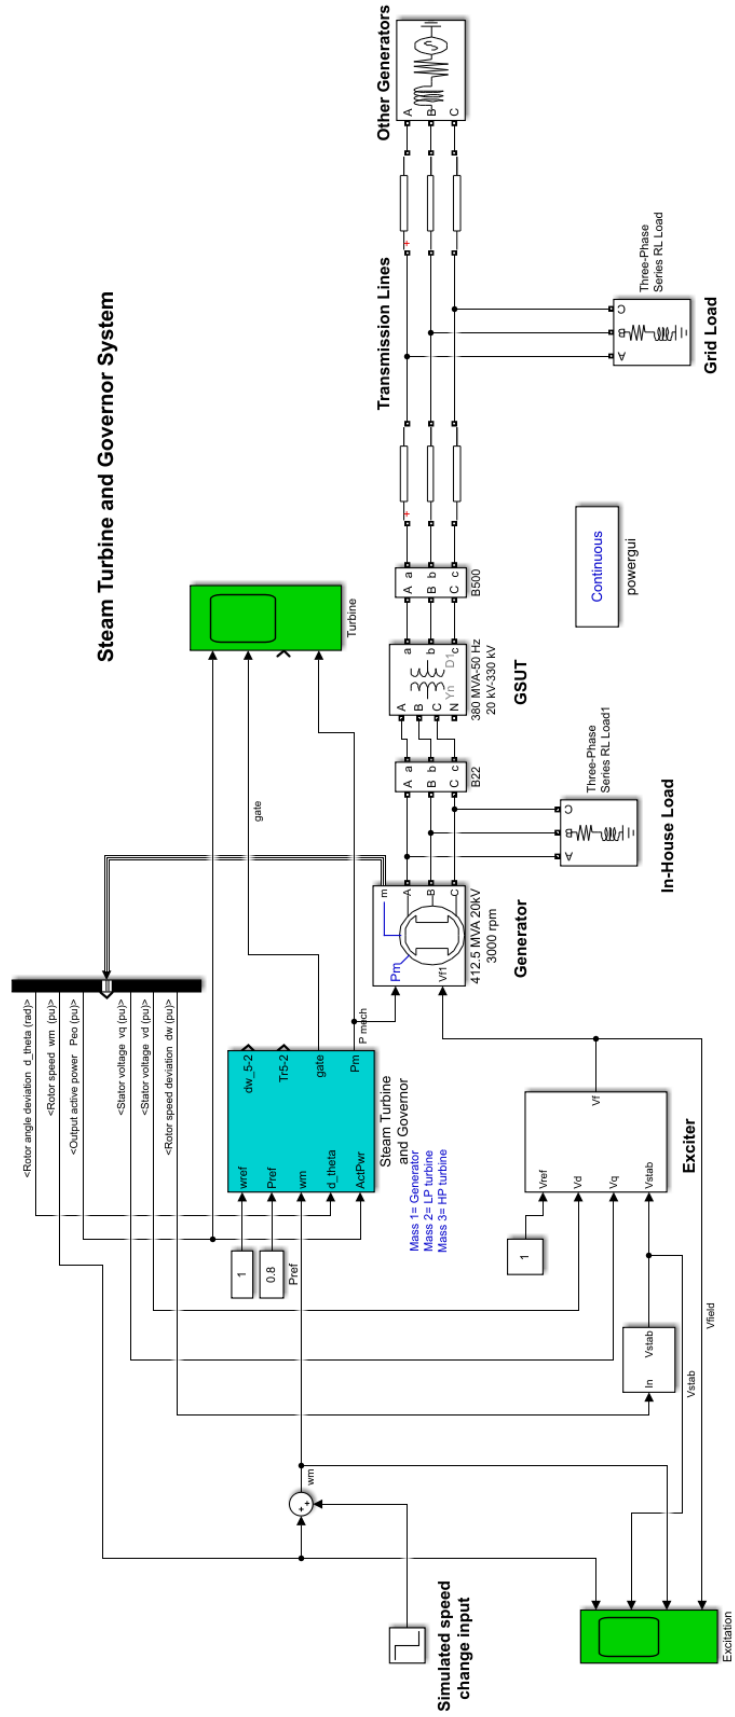 Steam Turbine and Governor System
<Rotor angle deviation  d_theta (rad)>
<Rotor speed  wm (pu)>
<Output active power   Peo (pu)>
<Stator voltage  vq (pu)>
<Stator voltage  vd (pu)>
<Rotor speed deviation  dw (pu)>
gate
Turbine
1
0.8
Pref
wref
Pref
wm
d_theta
ActPwr
dw_5-2
Tr5-2
gate
Pm
Steam Turbine
and Governor
Mass 1= Generator
Mass 2= LP turbine
Mass 3= HP turbine
P mech
Pm
Vf1
m
A
B
C
412.5 MVA 20kV
3000 rpm
Generator
A
B
C
Three-Phase
Series RL Load1
In-House Load
A
B
C
a
b
c
B22
A
B
C
N
Yn
D1
a
b
c
380 MVA-50 Hz
20 kV-330 kV
GSUT
A
B
C
a
b
c
B500
+
Transmission Lines
+
A
B
C
Three-Phase
Series RL Load
Grid Load
Other Generators
A
B
C
Continuous
powergui
wm
+
+
Simulated speed
change input
1
Vref
Vd
Vq
Vstab
Vf
Exciter
In
Vstab
Vstab
Vfield
Excitation